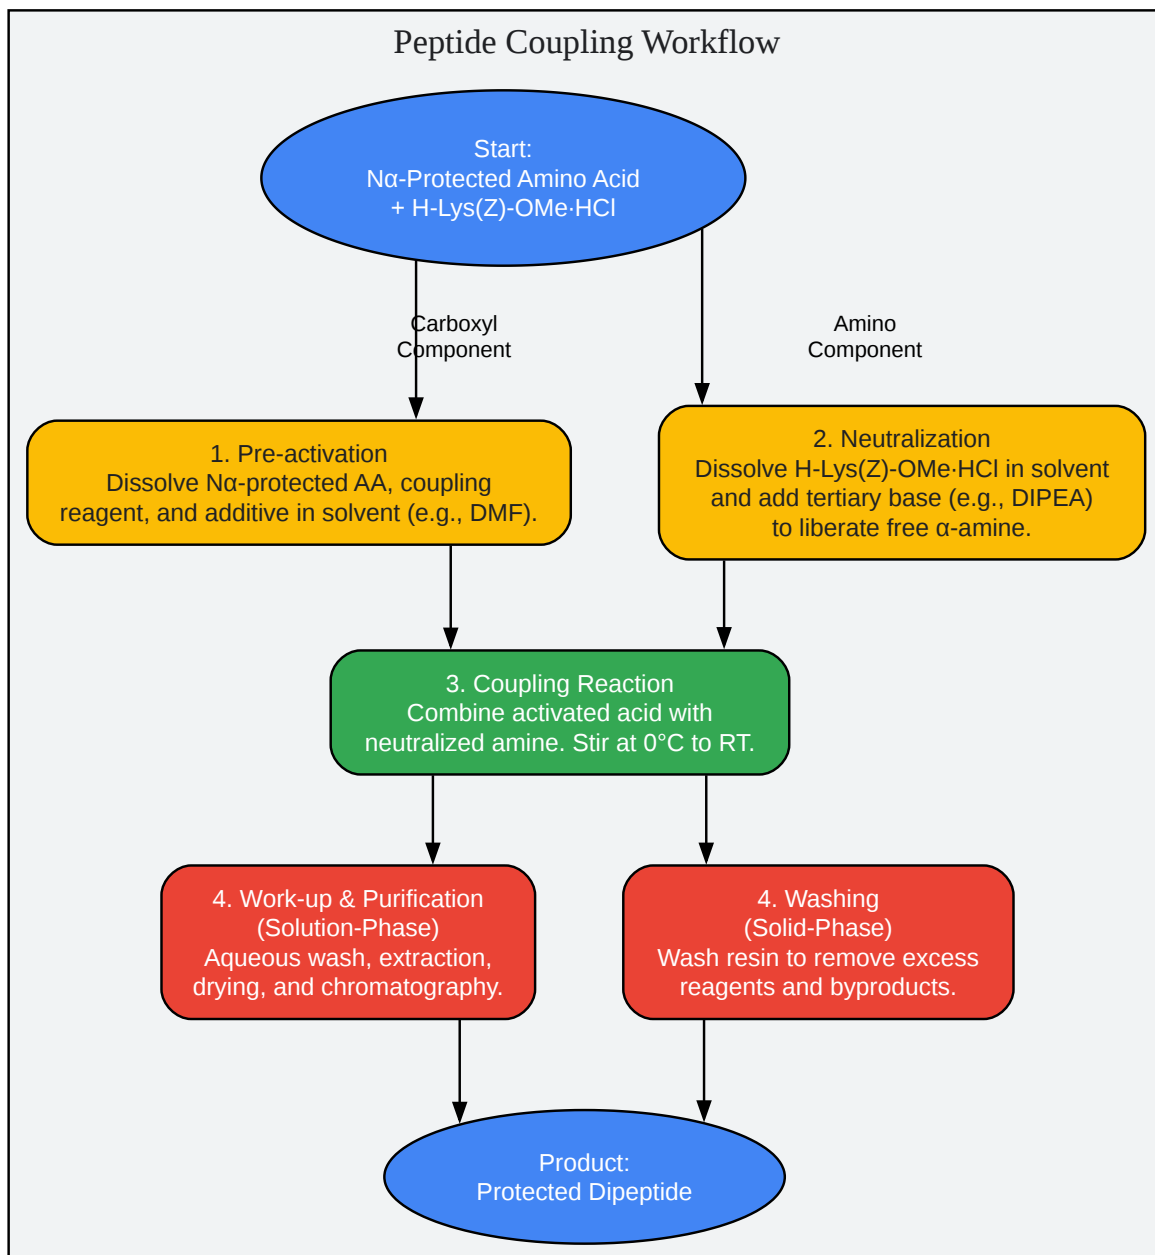 Peptide Coupling Workflow
Start:
Nα-Protected Amino Acid
+ H-Lys(Z)-OMe·HCl
Carboxyl
Component
Amino
Component
1. Pre-activation
Dissolve Nα-protected AA, coupling
reagent, and additive in solvent (e.g., DMF).
2. Neutralization
Dissolve H-Lys(Z)-OMe·HCl in solvent
and add tertiary base (e.g., DIPEA)
to liberate free α-amine.
3. Coupling Reaction
Combine activated acid with
neutralized amine. Stir at 0°C to RT.
4. Work-up & Purification
(Solution-Phase)
Aqueous wash, extraction,
drying, and chromatography.
4. Washing
(Solid-Phase)
Wash resin to remove excess
reagents and byproducts.
Product:
Protected Dipeptide